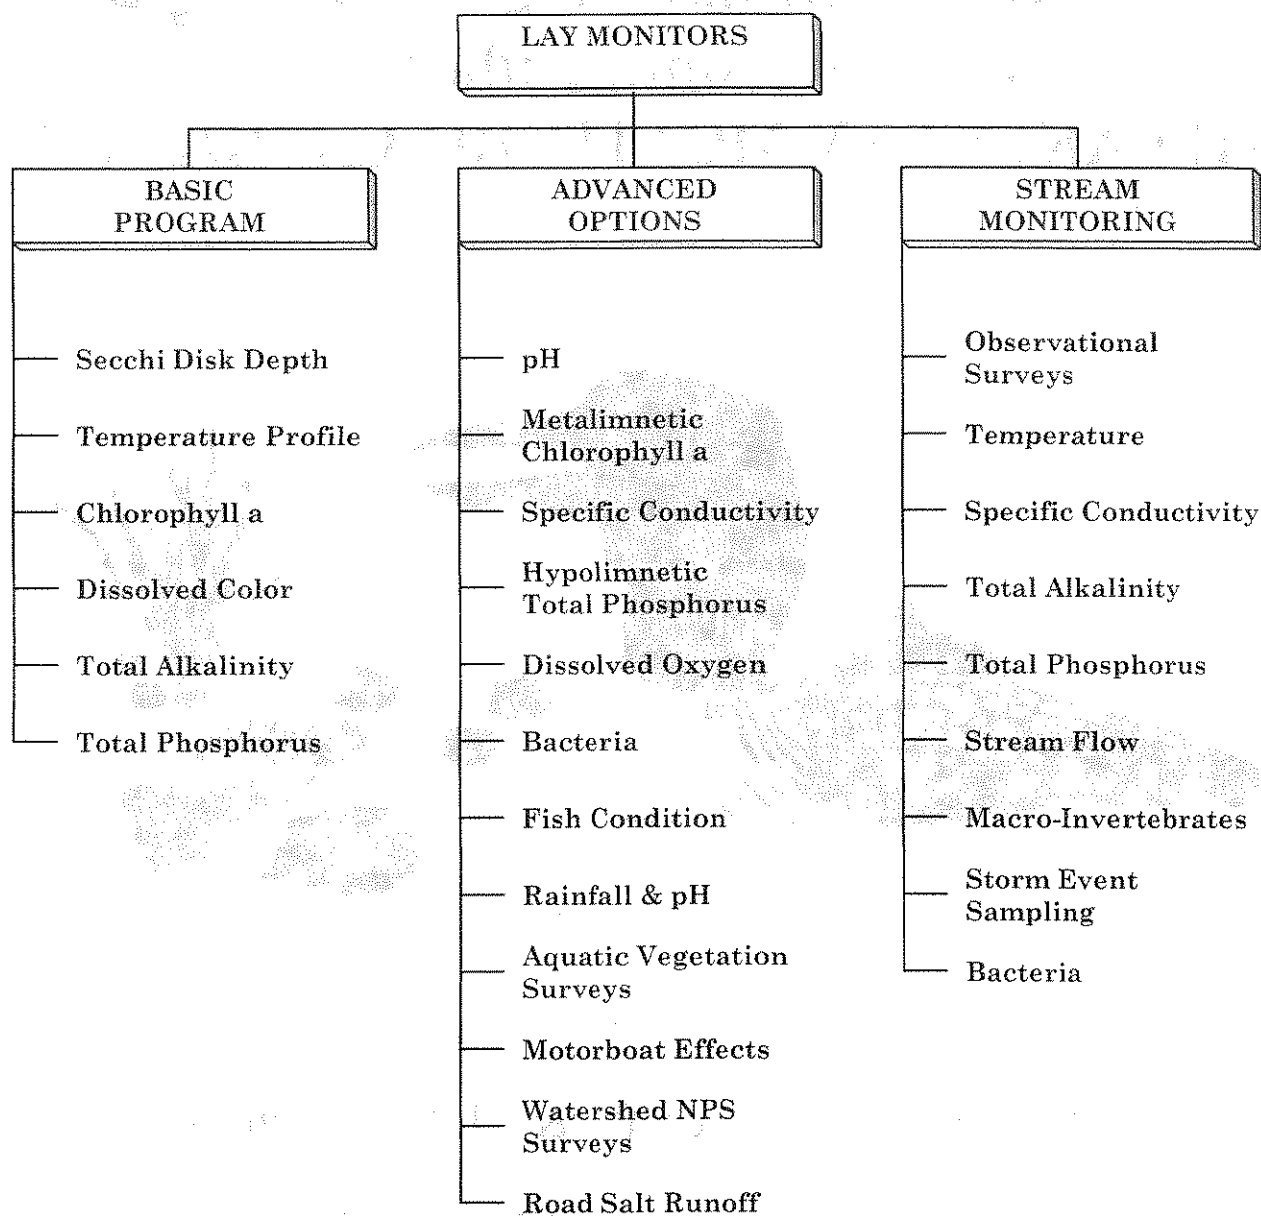 LAY MONITORS
BASIC
PROGRAM
Secchi Disk Depth
Temperature Profile
Chlorophyll a
Dissolved Color
Total Alkalinity
Total Phosphorus
ADVANCED
OPTIONS
pH
Metalimnetic
Chlorophyll a
Specific Conductivity
Hypolimnetic
Total Phosphorus
Dissolved Oxygen
Bacteria
Fish Condition
Rainfall & pH
Aquatic Vegetation
Surveys
Motorboat Effects
Watershed NPS
Surveys
Road Salt Runoff
STREAM
MONITORING
Observational
Surveys
Temperature
Specific Conductivity
Total Alkalinity
Total Phosphorus
Stream Flow
Macro-Invertebrates
Storm Event
Sampling
Bacteria